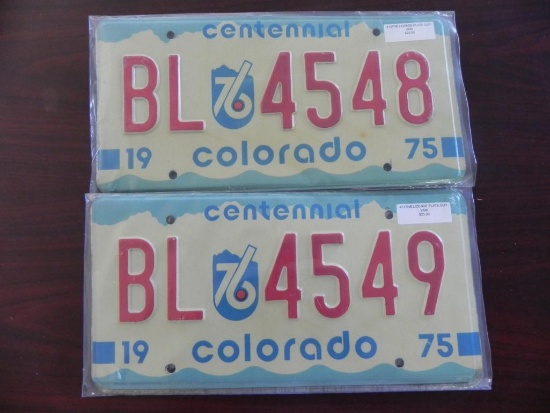 centennial
BL 76 4548
19 colorado 75
centennial
BL 76 4549
19 colorado 75